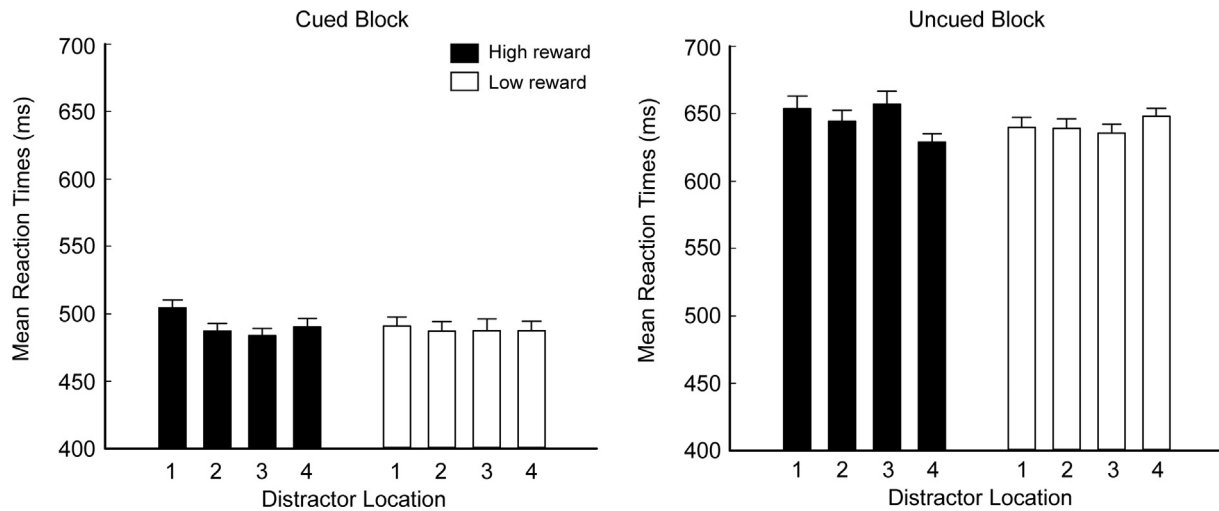 Cued Block
Mean Reaction Times (ms)
700
650
600
550
500
450
400
High reward
Low reward
1 2 3 4 1 2 3 4
Distractor Location
Uncued Block
Mean Reaction Times (ms)
700
650
600
550
500
450
400
1 2 3 4 1 2 3 4
Distractor Location